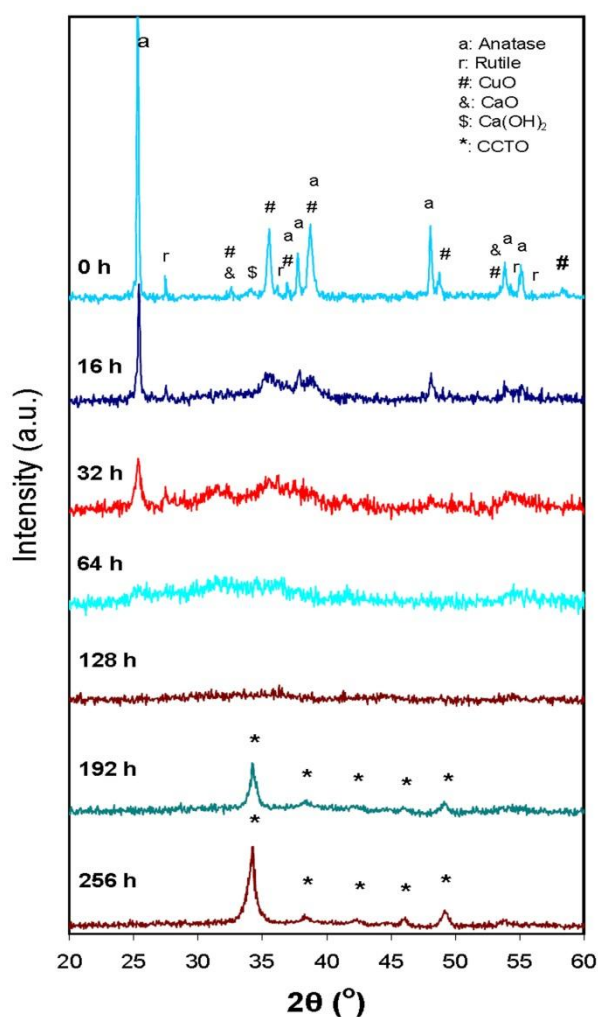 a
a: Anatase
r: Rutile
#: CuO
&: CaO
$: Ca(OH)₂
*: CCTO
0 h
r
#
&
$
#
r
a
#
a
a
#
a
#
&
#
a
r
a
r
#
16 h
32 h
64 h
128 h
192 h
* * * * *
256 h
* * * * *
20 25 30 35 40 45 50 55 60
2θ (°)
Intensity (a.u.)